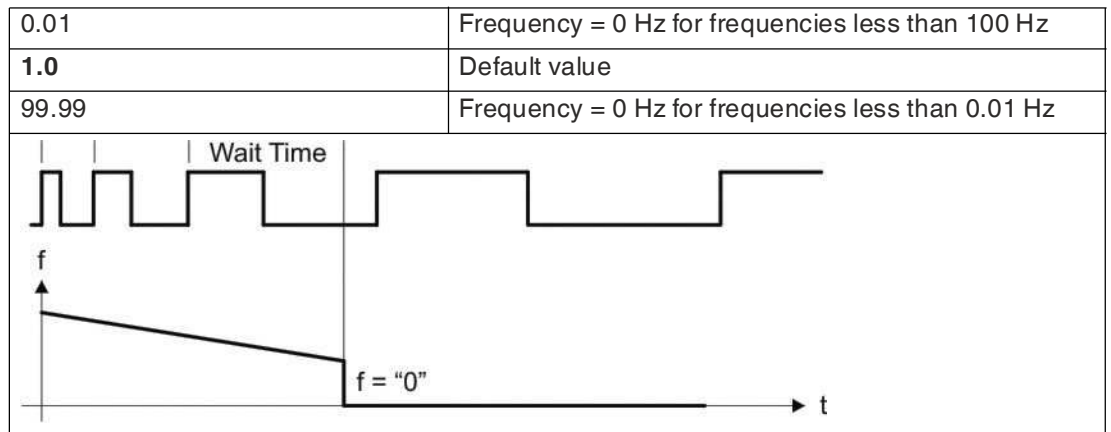 0.01 Frequency = 0 Hz for frequencies less than 100 Hz
1.0 Default value
99.99 Frequency = 0 Hz for frequencies less than 0.01 Hz
Wait Time
f
f = “0”
t